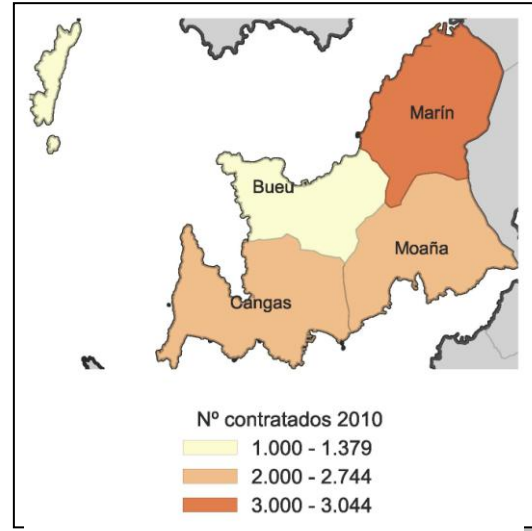 Marín
Bueu
Moaña
Cangas
Nº contratados 2010
1.000 - 1.379
2.000 - 2.744
3.000 - 3.044